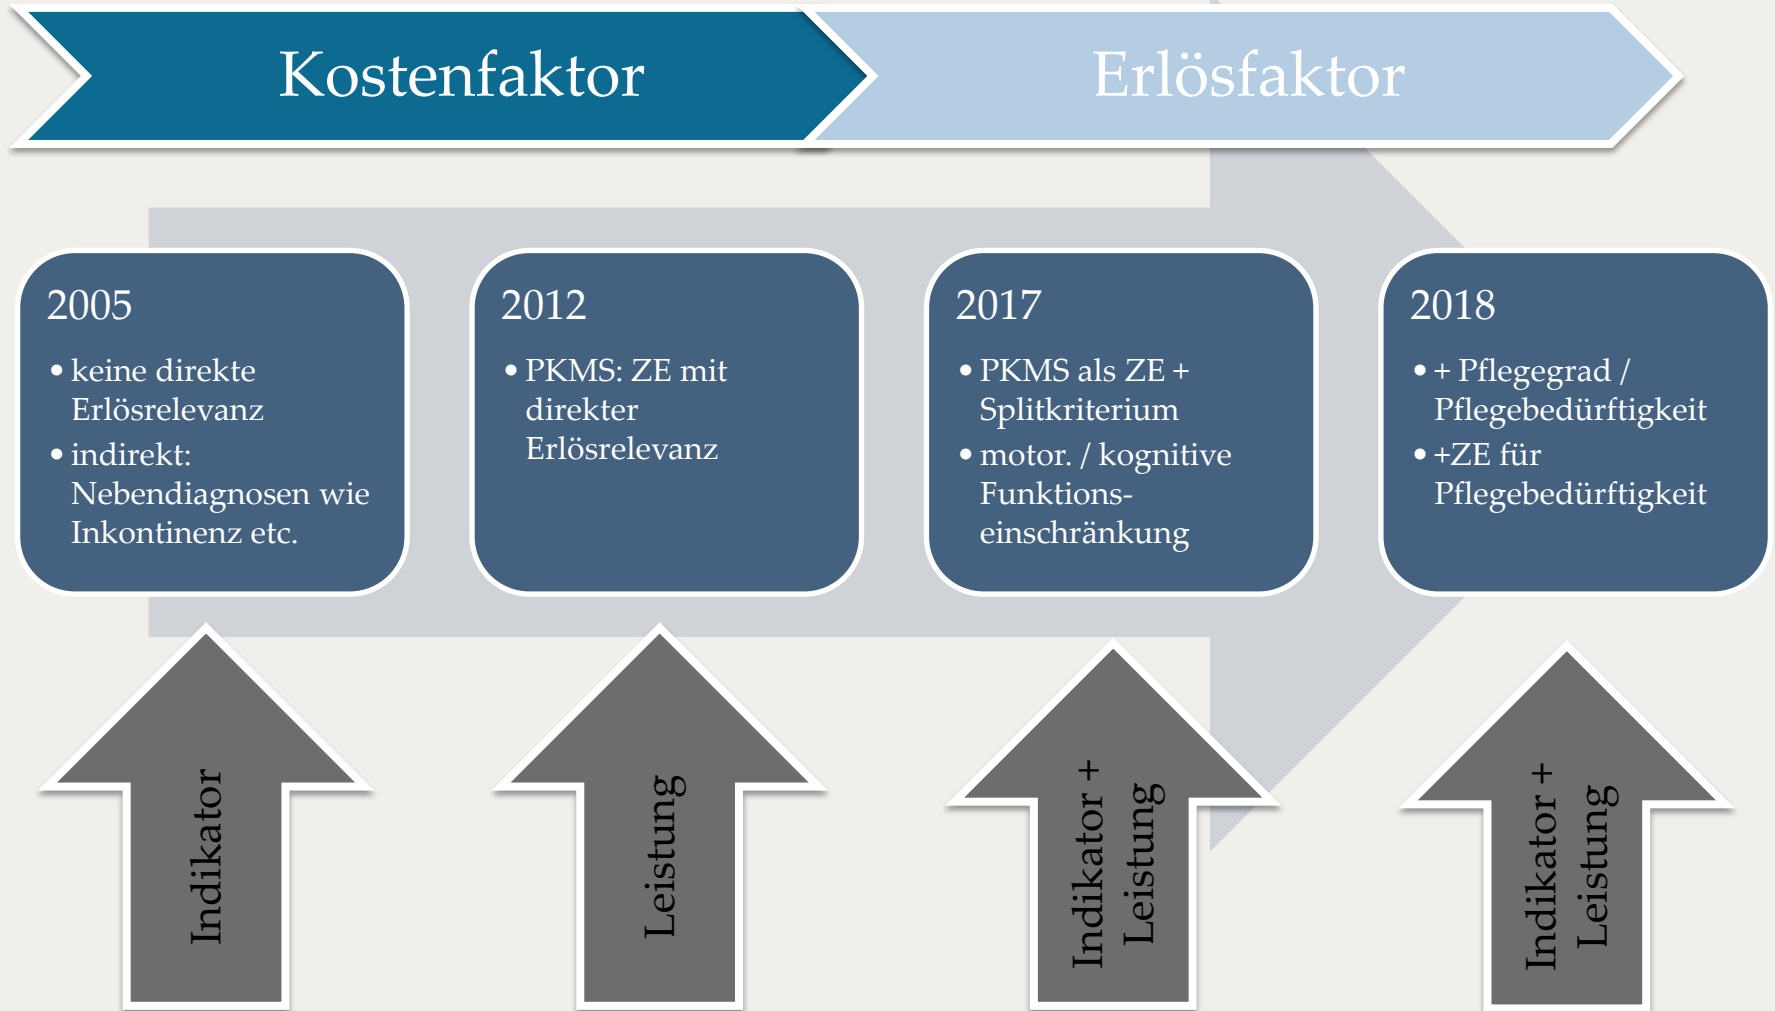 Kostenfaktor
Erlösfaktor
2005
• keine direkte
Erlösrelevanz
• indirekt:
Nebendiagnosen wie
Inkontinenz etc.
2012
• PKMS: ZE mit
direkter
Erlösrelevanz
2017
• PKMS als ZE +
Splitkriterium
• motor. / kognitive
Funktions-
einschränkung
2018
• + Pflegegrad /
Pflegebedürftigkeit
• +ZE für
Pflegebedürftigkeit
Indikator
Leistung
Indikator +
Leistung
Indikator +
Leistung